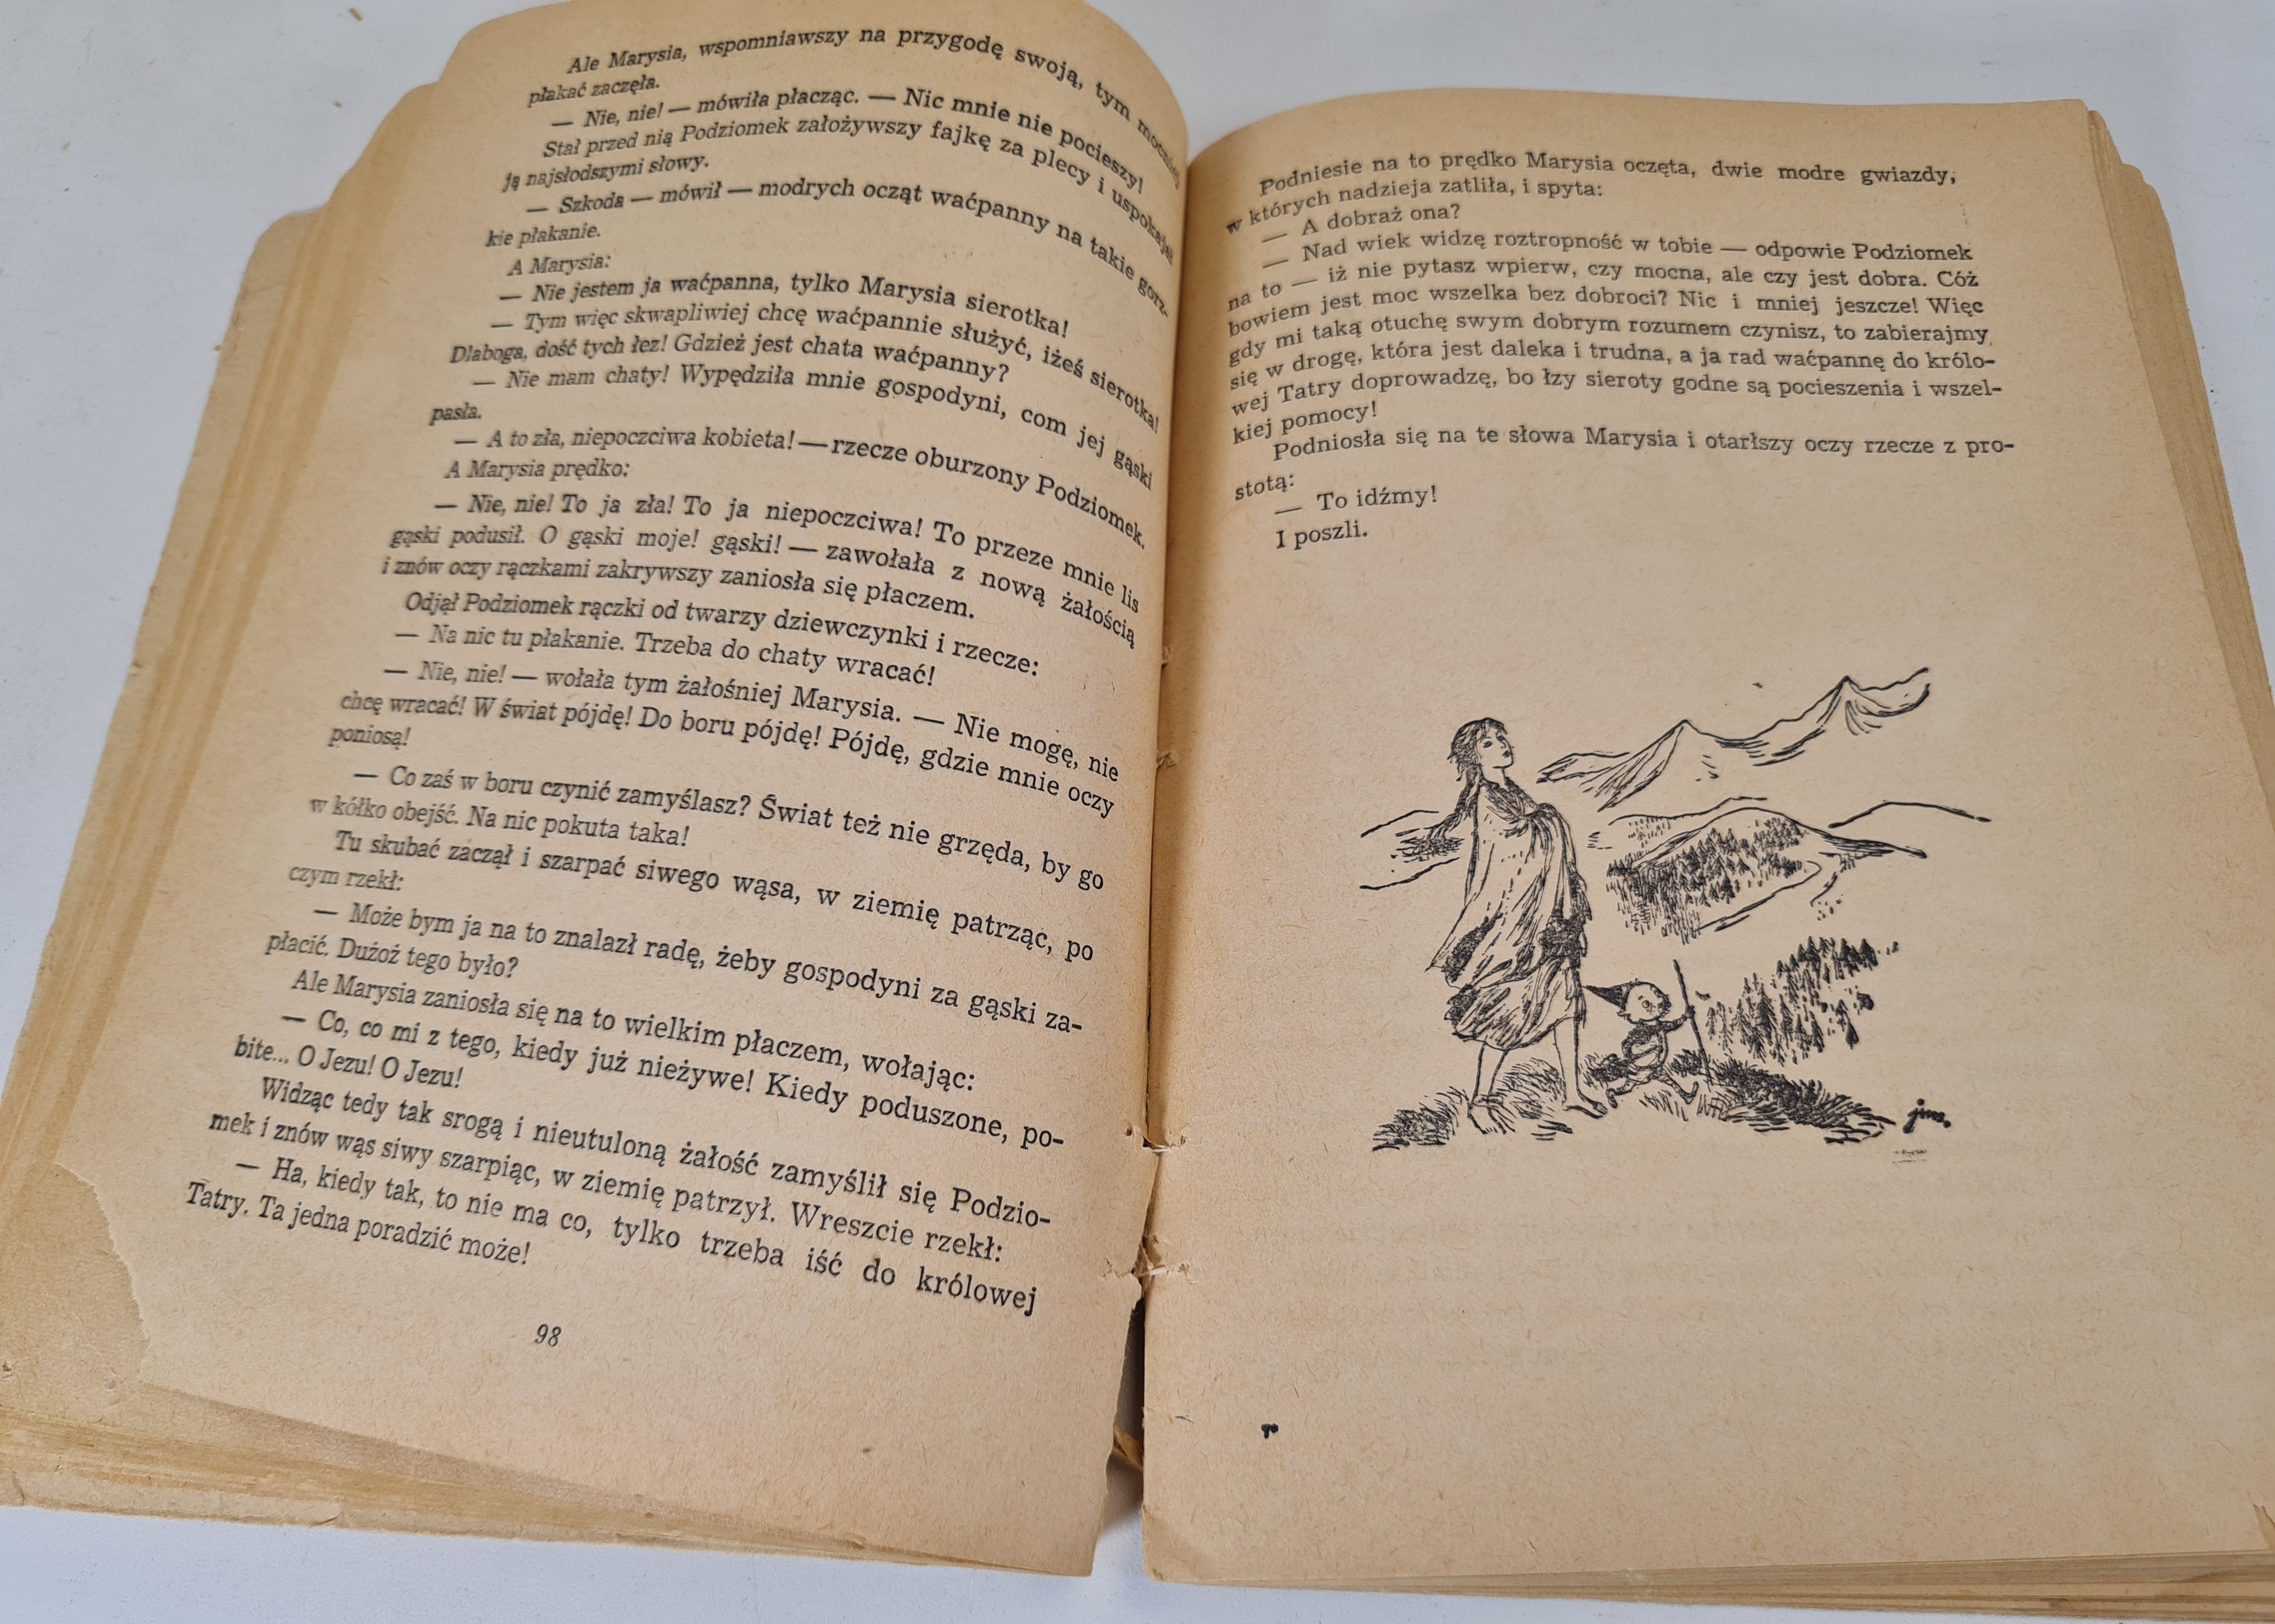 Ale Marysia, wspomniawszy na przygodę swoją, tym mocniej
płakać zaczęła.
— Nie, nie! — mówiła płacząc. — Nic mnie nie pocieszy!
Stał przed nią Podziomek założywszy fajkę za plecy i uspokajał
ją najsłodszymi słowy.
— Szkoda — mówił — modrych ocząt waćpanny na takie gorz-
kie płakanie.
A Marysia:
— Nie jestem ja waćpanna, tylko Marysia sierotka!
— Tym więc skwapliwiej chcę waćpannie służyć, iżeś sierotka!
Dlaboga, dość tych łez! Gdzież jest chata waćpanny?
— Nie mam chaty! Wypędziła mnie gospodyni, com jej gąski
pasła.
— A to zła, niepoczciwa kobieta! — rzecze oburzony Podziomek.
A Marysia prędko:
— Nie, nie! To ja zła! To ja niepoczciwa! To przeze mnie lis
gąski podusił. O gąski moje! gąski! — zawołała z nową żałością
i znów oczy rączkami zakrywszy zaniosła się płaczem.
Odjął Podziomek rączki od twarzy dziewczynki i rzecze:
— Na nic tu płakanie. Trzeba do chaty wracać!
— Nie, nie! — wołała tym żałośniej Marysia. — Nie mogę, nie
chcę wracać! W świat pójdę! Do boru pójdę! Pójdę, gdzie mnie oczy
poniosą!
— Co zaś w boru czynić zamyślasz? Świat też nie grzęda, by go
w kółko obejść. Na nic pokuta taka!
Tu skubać zaczął i szarpać siwego wąsa, w ziemię patrząc, po
czym rzekł:
— Może bym ja na to znalazł radę, żeby gospodyni za gąski za-
płacić. Dużoż tego było?
Ale Marysia zaniosła się na to wielkim płaczem, wołając:
— Co, co mi z tego, kiedy już nieżywe! Kiedy poduszone, po-
bite... O Jezu! O Jezu!
Widząc tedy tak srogą i nieutuloną żałość zamyślił się Podzio-
mek i znów wąs siwy szarpiąc, w ziemię patrzył. Wreszcie rzekł:
— Ha, kiedy tak, to nie ma co, tylko trzeba iść do królowej
Tatry. Ta jedna poradzić może!
98
Podniesie na to prędko Marysia oczęta, dwie modre gwiazdy,
w których nadzieja zatliła, i spyta:
— A dobraż ona?
— Nad wiek widzę roztropność w tobie — odpowie Podziomek
na to — iż nie pytasz wpierw, czy mocna, ale czy jest dobra. Cóż
bowiem jest moc wszelka bez dobroci? Nic i mniej jeszcze! Więc
gdy mi taką otuchę swym dobrym rozumem czynisz, to zabierajmy
się w drogę, która jest daleka i trudna, a ja rad waćpannę do królo-
wej Tatry doprowadzę, bo łzy sieroty godne są pocieszenia i wszel-
kiej pomocy!
Podniosła się na te słowa Marysia i otarłszy oczy rzecze z pro-
stotą:
— To idźmy!
I poszli.
jms